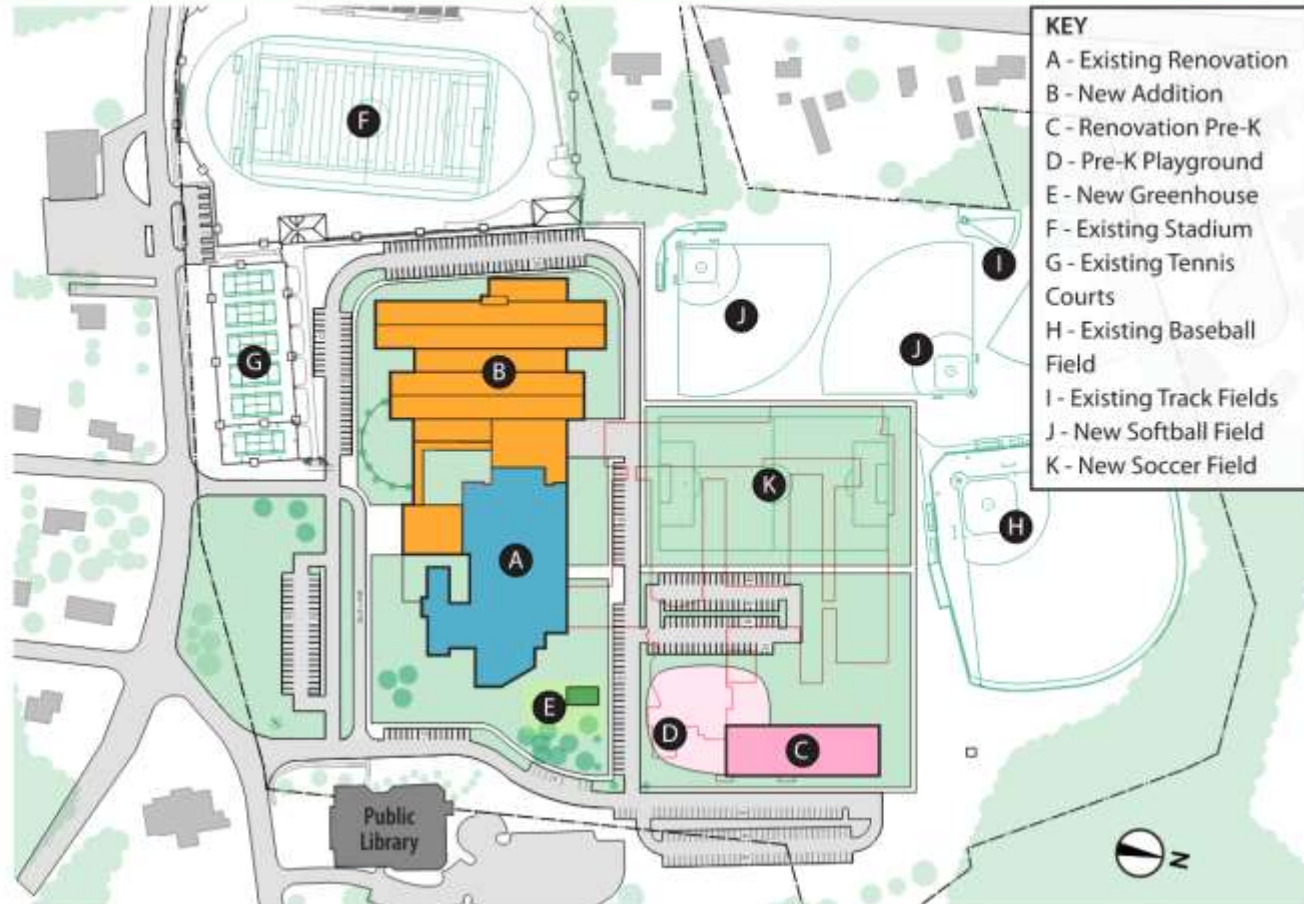 KEY
A - Existing Renovation
B - New Addition
C - Renovation Pre-K
D - Pre-K Playground
E - New Greenhouse
F - Existing Stadium
G - Existing Tennis
Courts
H - Existing Baseball
Field
I - Existing Track Fields
J - New Softball Field
K - New Soccer Field
F
I
J
J
G
B
K
H
A
E
D
C
Public
Library
N